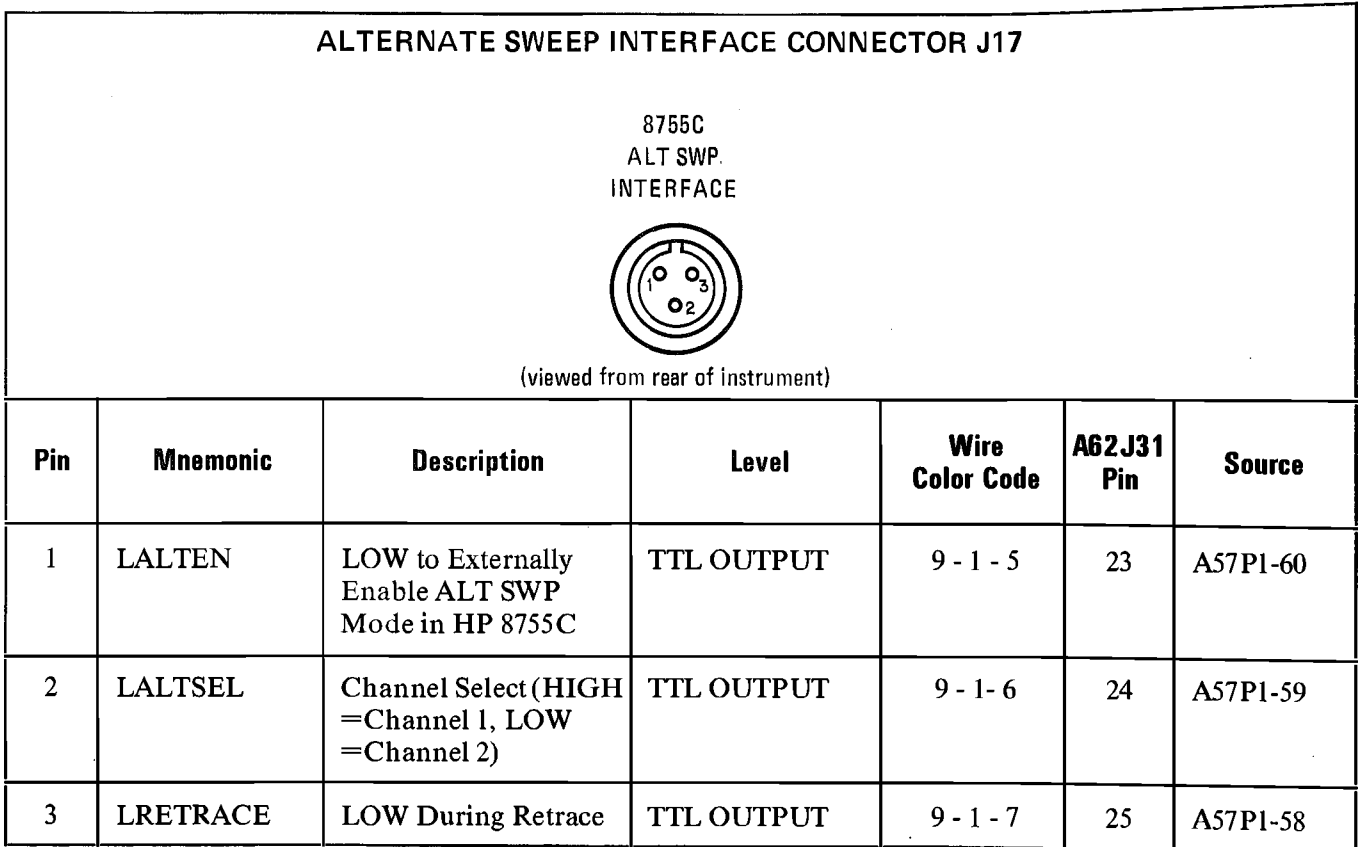 ALTERNATE SWEEP INTERFACE CONNECTOR J17
8755C
ALT SWP.
INTERFACE
1 3
2
(viewed from rear of instrument)
Pin Mnemonic Description Level Wire Color Code A62J31 Pin Source
1 LALTEN LOW to Externally TTL OUTPUT 9 - 1 - 5 23 A57P1-60
Enable ALT SWP
Mode in HP 8755C
2 LALTSEL Channel Select (HIGH TTL OUTPUT 9 - 1- 6 24 A57P1-59
=Channel 1, LOW
=Channel 2)
3 LRETRACE LOW During Retrace TTL OUTPUT 9 - 1 - 7 25 A57P1-58